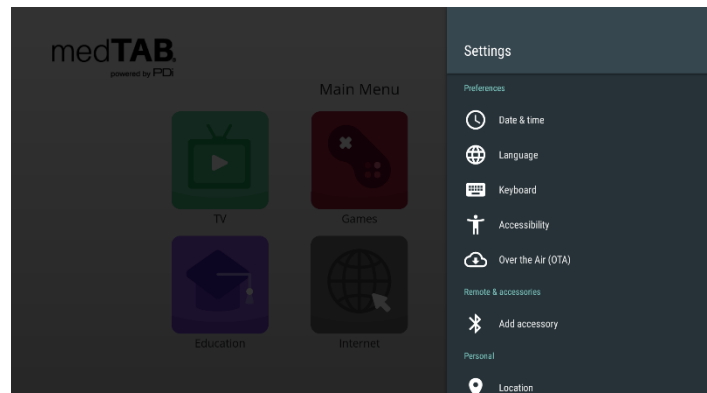 medTAB®
powered by PDi
Main Menu
TV
Games
Education
Internet
Settings
Preferences
Date & time
Language
Keyboard
Accessibility
Over the Air (OTA)
Remote & accessories
Add accessory
Personal
Location